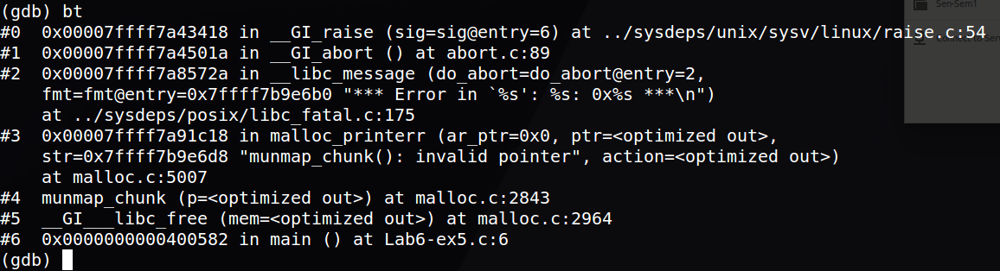 (gdb) bt
#0  0x00007ffff7a43418 in __GI_raise (sig=sig@entry=6) at ../sysdeps/unix/sysv/linux/raise.c:54
#1  0x00007ffff7a4501a in __GI_abort () at abort.c:89
#2  0x00007ffff7a8572a in __libc_message (do_abort=do_abort@entry=2,
    fmt=fmt@entry=0x7ffff7b9e6b0 "*** Error in `%s': %s: 0x%s ***\n")
    at ../sysdeps/posix/libc_fatal.c:175
#3  0x00007ffff7a91c18 in malloc_printerr (ar_ptr=0x0, ptr=<optimized out>,
    str=0x7ffff7b9e6d8 "munmap_chunk(): invalid pointer", action=<optimized out>)
    at malloc.c:5007
#4  munmap_chunk (p=<optimized out>) at malloc.c:2843
#5  __GI___libc_free (mem=<optimized out>) at malloc.c:2964
#6  0x0000000000400582 in main () at Lab6-ex5.c:6
(gdb)
Sen-Sem1